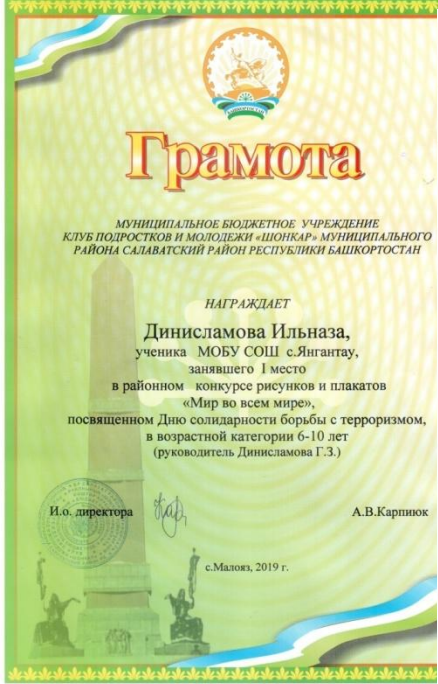 БАШКОРТОСТАН
Грамота
МУНИЦИПАЛЬНОЕ БЮДЖЕТНОЕ УЧРЕЖДЕНИЕ
КЛУБ ПОДРОСТКОВ И МОЛОДЕЖИ «ШОНКАР» МУНИЦИПАЛЬНОГО
РАЙОНА САЛАВАТСКИЙ РАЙОН РЕСПУБЛИКИ БАШКОРТОСТАН
НАГРАЖДАЕТ
Динисламова Ильназа,
ученика МОБУ СОШ с.Янгантау,
занявшего I место
в районном конкурсе рисунков и плакатов
«Мир во всем мире»,
посвященном Дню солидарности борьбы с терроризмом,
в возрастной категории 6-10 лет
(руководитель Динисламова Г.З.)
И.о. директора А.В.Карпиюк
с.Малояз, 2019 г.